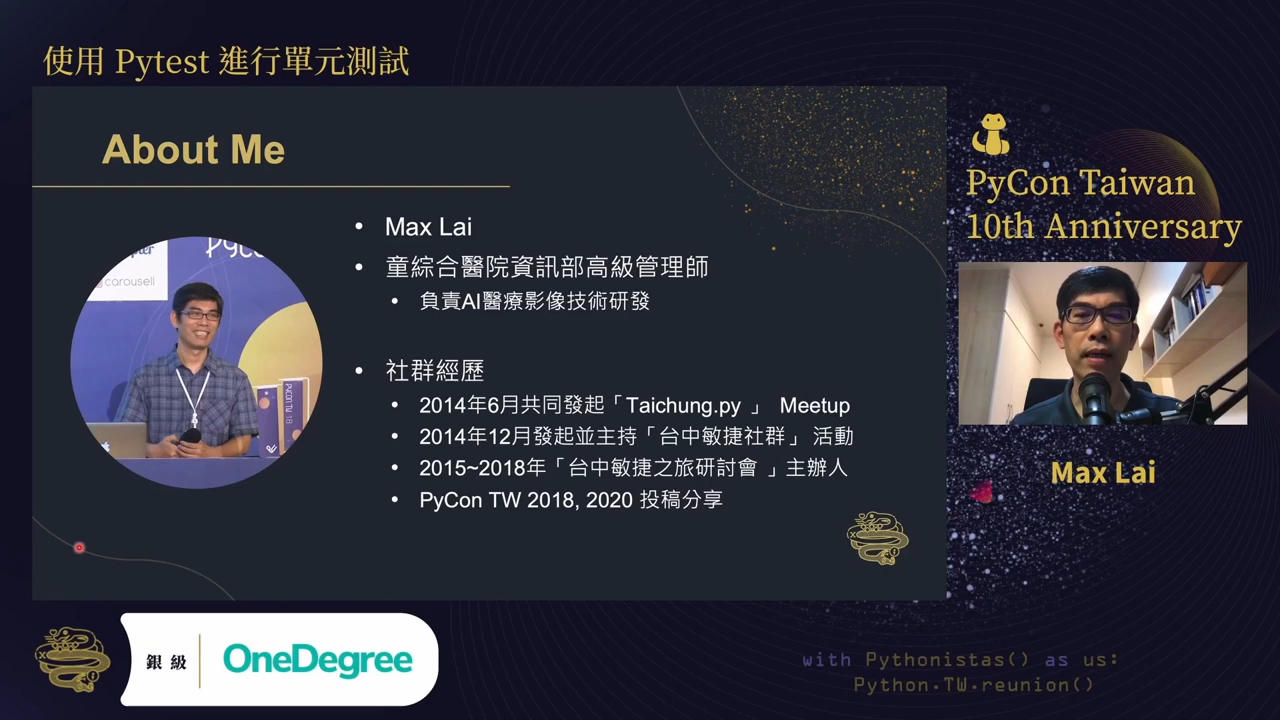 使用 Pytest 進行單元測試
About Me
carousell
• Max Lai
• 童綜合醫院資訊部高級管理師
• 負責AI醫療影像技術研發
• 社群經歷
• 2014年6月共同發起「Taichung.py 」 Meetup
• 2014年12月發起並主持「台中敏捷社群」 活動
• 2015~2018年「台中敏捷之旅研討會 」主辦人
• PyCon TW 2018, 2020 投稿分享
PyCon Taiwan
10th Anniversary
Max Lai
銀級
OneDegree
with Pythonistas() as us:
Python.TW.reunion()